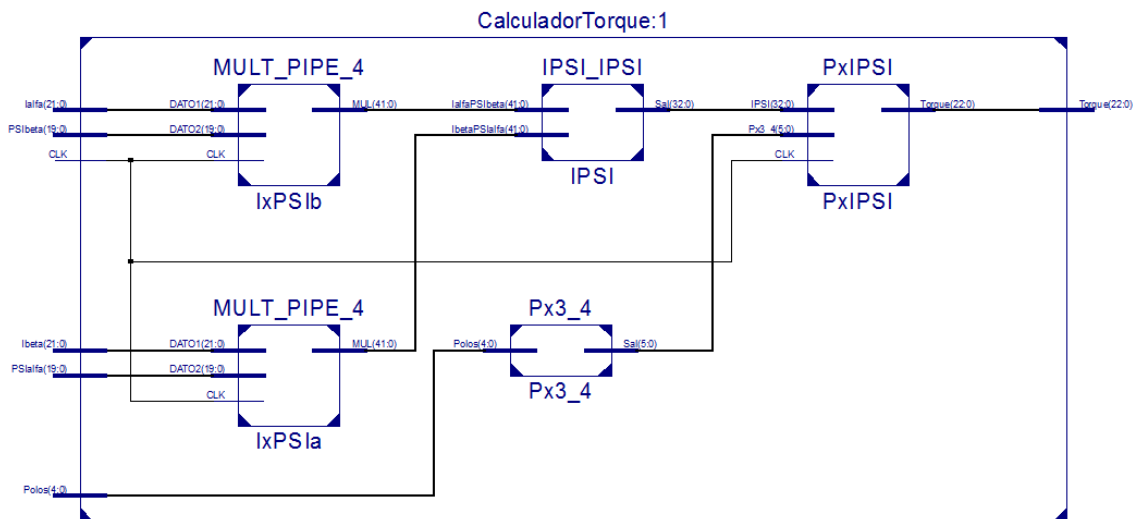 CalculadorTorque:1
MULT_PIPE_4
IPSI_IPSI
PxIPSI
Ialfa(21:0)
DATO1(21:0)
MUL(41:0)
IalfaPSIbeta(41:0)
Sal(32:0)
IPSI(32:0)
Torque(22:0)
Torque(22:0)
PSIbeta(19:0)
DATO2(19:0)
IbetaPSIalfa(41:0)
Px3_4(5:0)
CLK
CLK
CLK
IPSI
IxPSIb
PxIPSI
MULT_PIPE_4
Px3_4
Ibeta(21:0)
DATO1(21:0)
MUL(41:0)
Polos(4:0)
Sal(5:0)
PSIalfa(19:0)
DATO2(19:0)
CLK
Px3_4
IxPSIa
Polos(4:0)